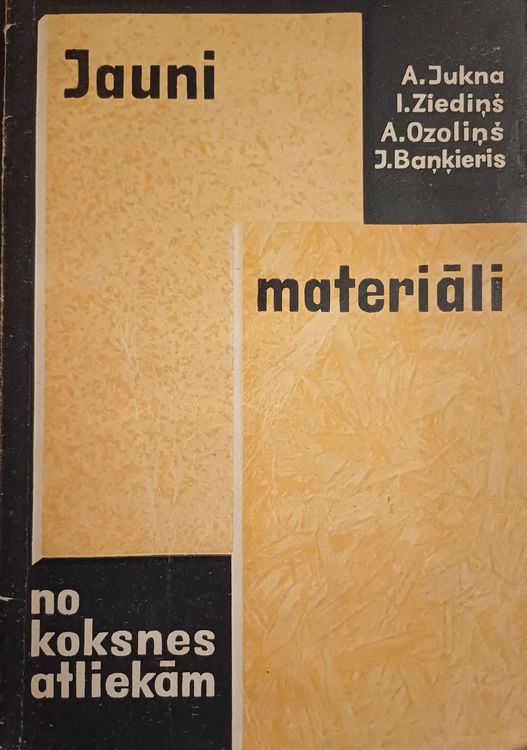 Jauni
A. Jukna
I. Ziediņš
A. Ozoliņš
J. Baņķieris
materiāli
no
koksnes
atliekām